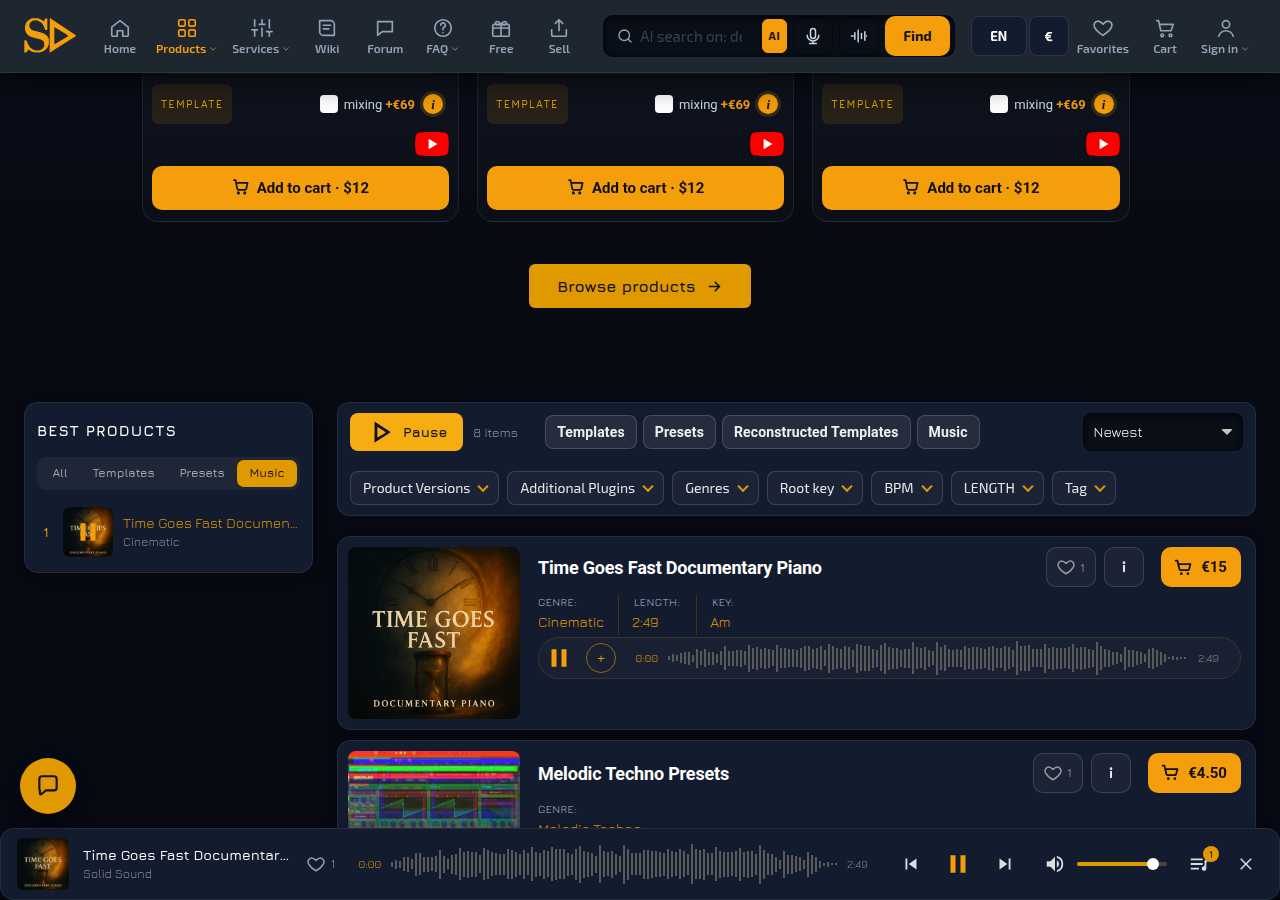 Home
Products
Services
Wiki
Forum
FAQ
Free
Sell
AI search on: d
AI
Find
EN
€
Favorites
Cart
Sign in
TEMPLATE
mixing +€69
i
TEMPLATE
mixing +€69
i
TEMPLATE
mixing +€69
i
Add to cart · $12
Add to cart · $12
Add to cart · $12
Browse products →
BEST PRODUCTS
All
Templates
Presets
Music
1
Time Goes Fast Documen...
Cinematic
Pause
8 items
Templates
Presets
Reconstructed Templates
Music
Newest
Product Versions
Additional Plugins
Genres
Root key
BPM
LENGTH
Tag
TIME GOES
FAST
DOCUMENTARY PIANO
Time Goes Fast Documentary Piano
1
i
€15
GENRE:
LENGTH:
KEY:
Cinematic
2:49
Am
+
0:00
2:49
Melodic Techno Presets
1
i
€4.50
GENRE:
Melodic Techno
TIME GOES
FAST
Time Goes Fast Documentar...
Solid Sound
1
0:00
2:49
1